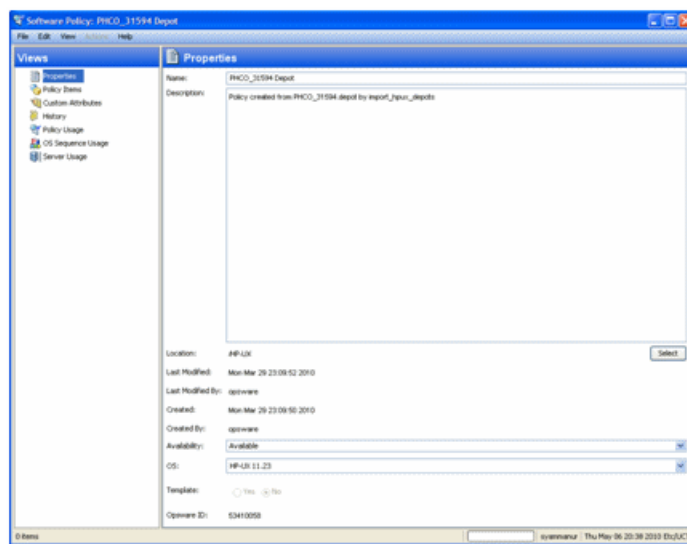 Software Policy: PHCO_31594 Depot
File Edit View Actions Help
Views
Properties
Policy Items
Custom Attributes
History
Policy Usage
OS Sequence Usage
Server Usage
Properties
Name: PHCO_31594 Depot
Description: Policy created from PHCO_31594.depot by import_hpux_depots
Location: /HP-UX Select
Last Modified: Mon Mar 29 23:09:52 2010
Last Modified By: opsware
Created: Mon Mar 29 23:09:50 2010
Created By: opsware
Availability: Available
OS: HP-UX 11.23
Template: Yes No
Opsware ID: 53410058
0 items syammanur Thu May 06 20:38 2010 Etc/UCT